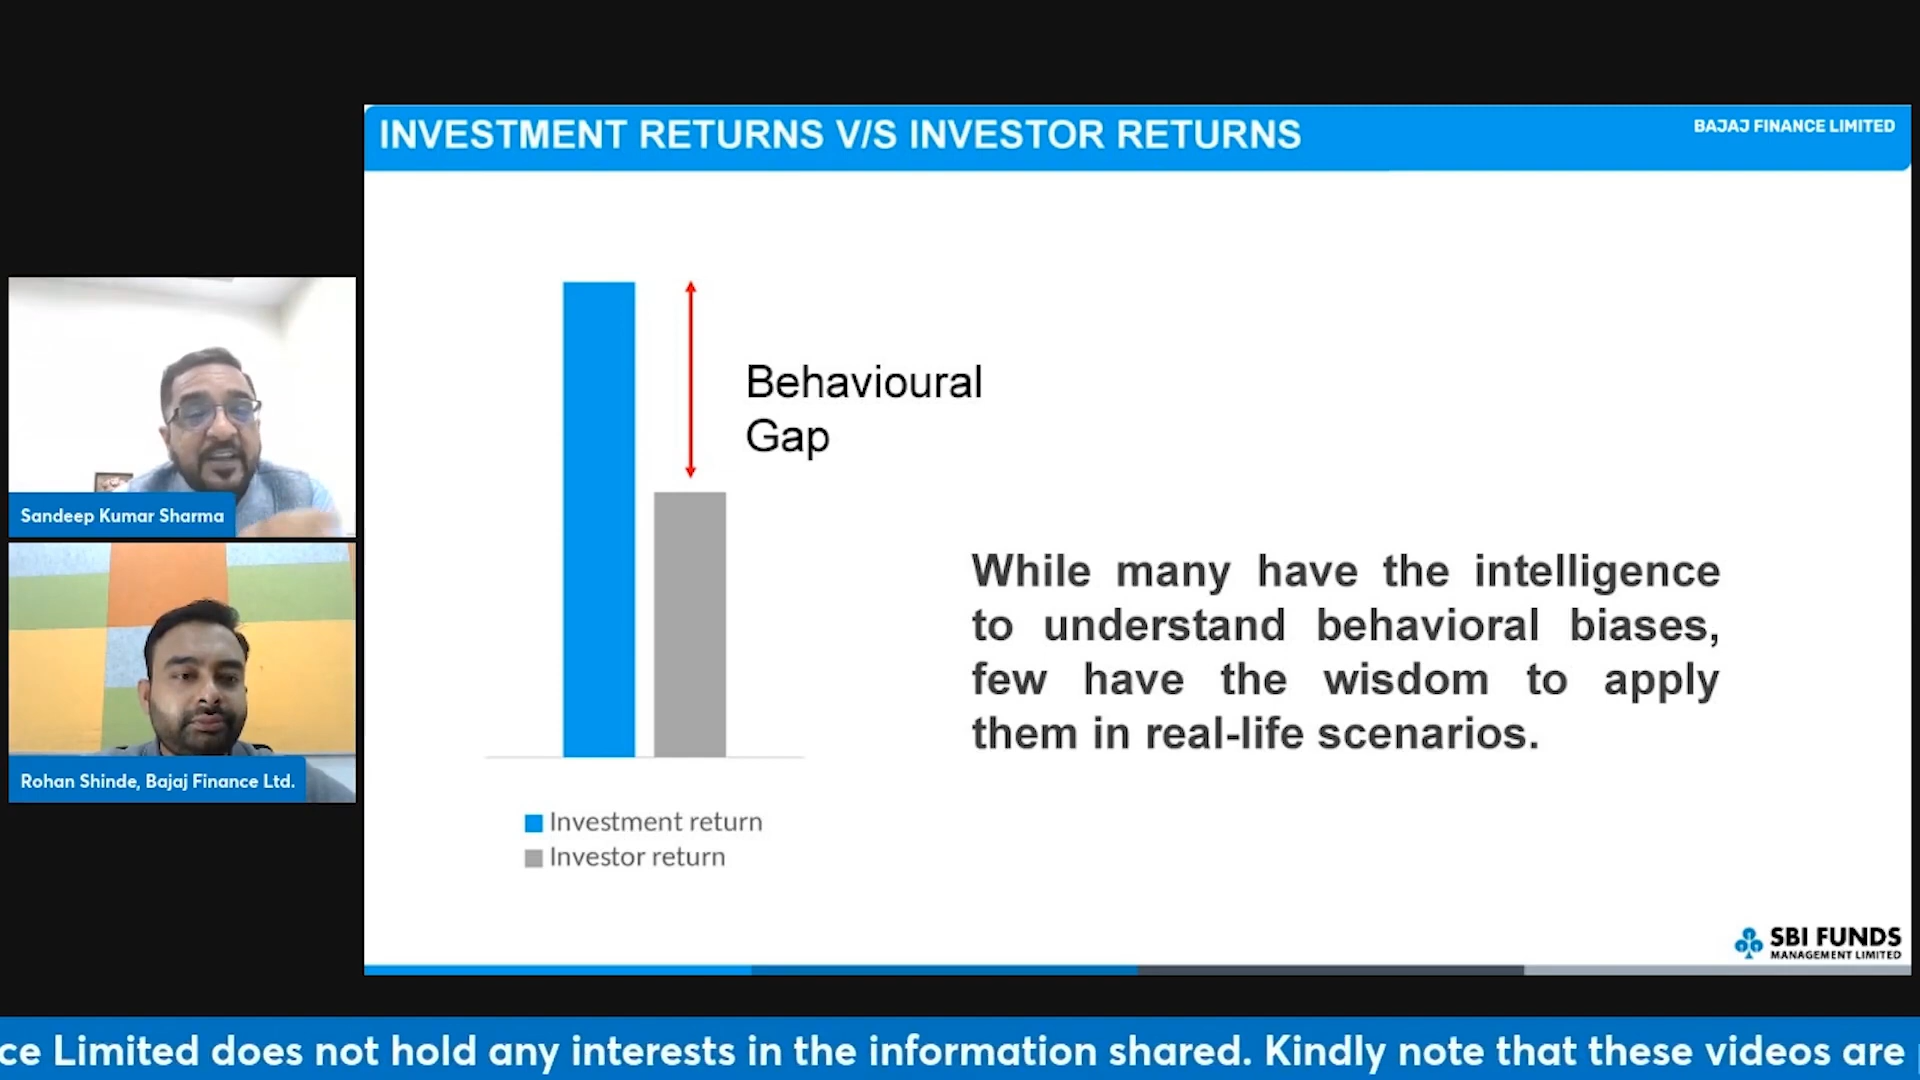 INVESTMENT RETURNS V/S INVESTOR RETURNS
BAJAJ FINANCE LIMITED
Behavioural
Gap
While many have the intelligence
to understand behavioral biases,
few have the wisdom to apply
them in real-life scenarios.
Investment return
Investor return
Sandeep Kumar Sharma
Rohan Shinde, Bajaj Finance Ltd.
SBI FUNDS
MANAGEMENT LIMITED
ce Limited does not hold any interests in the information shared. Kindly note that these videos are